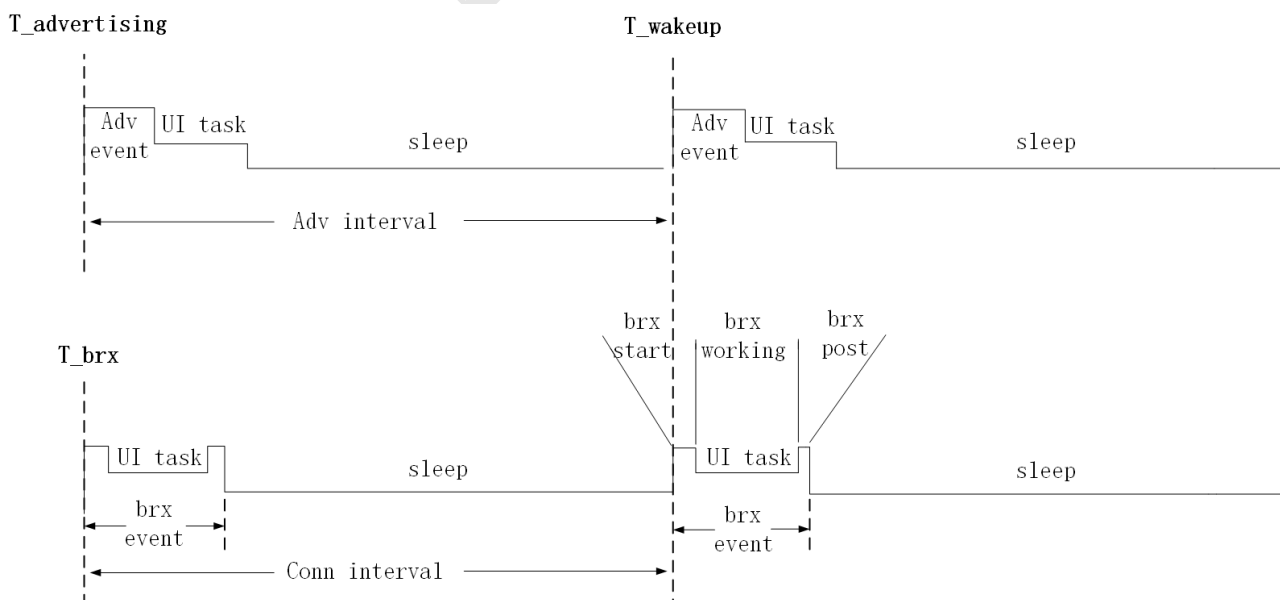 T_advertising
T_wakeup
Adv
event
UI task
sleep
Adv
event
UI task
sleep
Adv interval
T_brx
brx
start
brx
working
brx
post
UI task
sleep
UI task
sleep
brx
event
brx
event
Conn interval